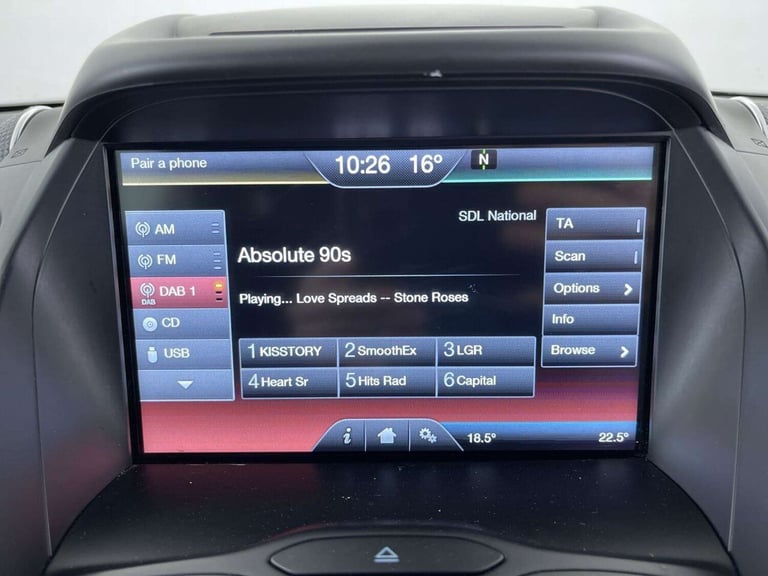 Pair a phone 10:26 16° N
SDL National
AM
FM
DAB
DAB 1
CD
USB
Absolute 90s
Playing... Love Spreads -- Stone Roses
1 KISSTORY 2 SmoothEx 3 LGR
4 Heart Sr 5 Hits Rad 6 Capital
TA
Scan
Options
Info
Browse
i
18.5° 22.5°